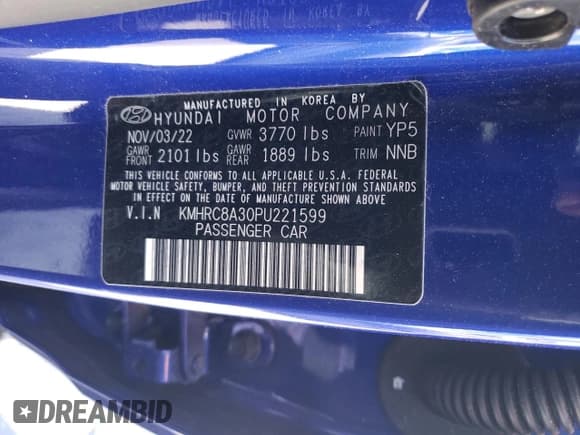 MANUFACTURED IN KOREA BY
HYUNDAI MOTOR COMPANY
NOV/03/22 GVWR 3770 lbs PAINT YP5
GAWR FRONT 2101 lbs GAWR REAR 1889 lbs TRIM NNB
THIS VEHICLE CONFORMS TO ALL APPLICABLE U.S.A. FEDERAL
MOTOR VEHICLE SAFETY, BUMPER, AND THEFT PREVENTION
STANDARDS IN EFFECT ON THE DATE OF MANUFACTURE SHOWN ABOVE.
V.I.N KMHRC8A30PU221599
PASSENGER CAR
DREAMBID